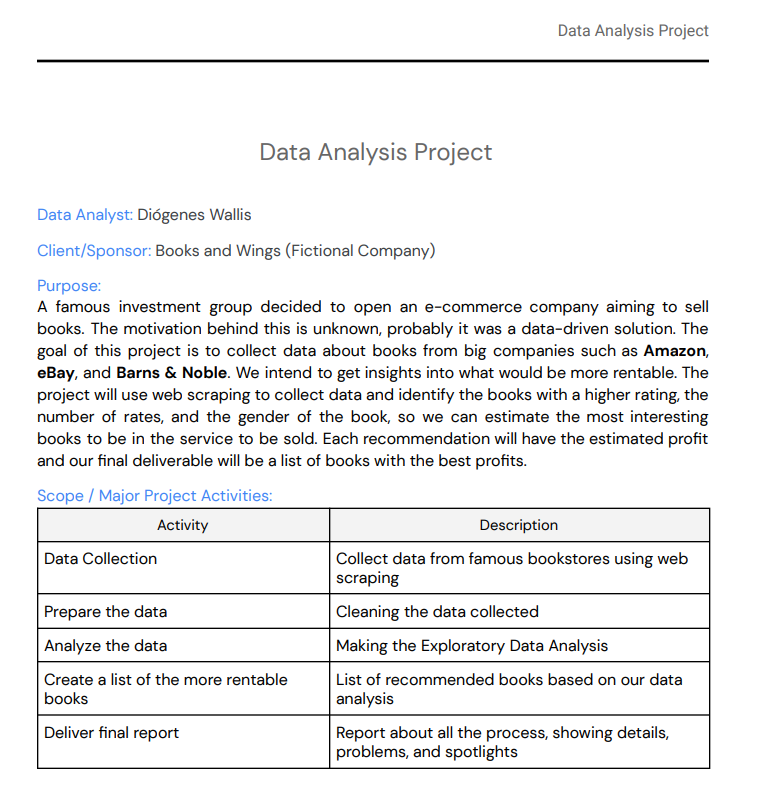 Data Analysis Project
Data Analysis Project
Data Analyst: Diógenes Wallis
Client/Sponsor: Books and Wings (Fictional Company)
Purpose:
A famous investment group decided to open an e-commerce company aiming to sell
books. The motivation behind this is unknown, probably it was a data-driven solution. The
goal of this project is to collect data about books from big companies such as Amazon,
eBay, and Barns & Noble. We intend to get insights into what would be more rentable. The
project will use web scraping to collect data and identify the books with a higher rating, the
number of rates, and the gender of the book, so we can estimate the most interesting
books to be in the service to be sold. Each recommendation will have the estimated profit
and our final deliverable will be a list of books with the best profits.
Scope / Major Project Activities:
Activity
Description
Data Collection
Collect data from famous bookstores using web
scraping
Prepare the data
Cleaning the data collected
Analyze the data
Making the Exploratory Data Analysis
Create a list of the more rentable
books
List of recommended books based on our data
analysis
Deliver final report
Report about all the process, showing details,
problems, and spotlights